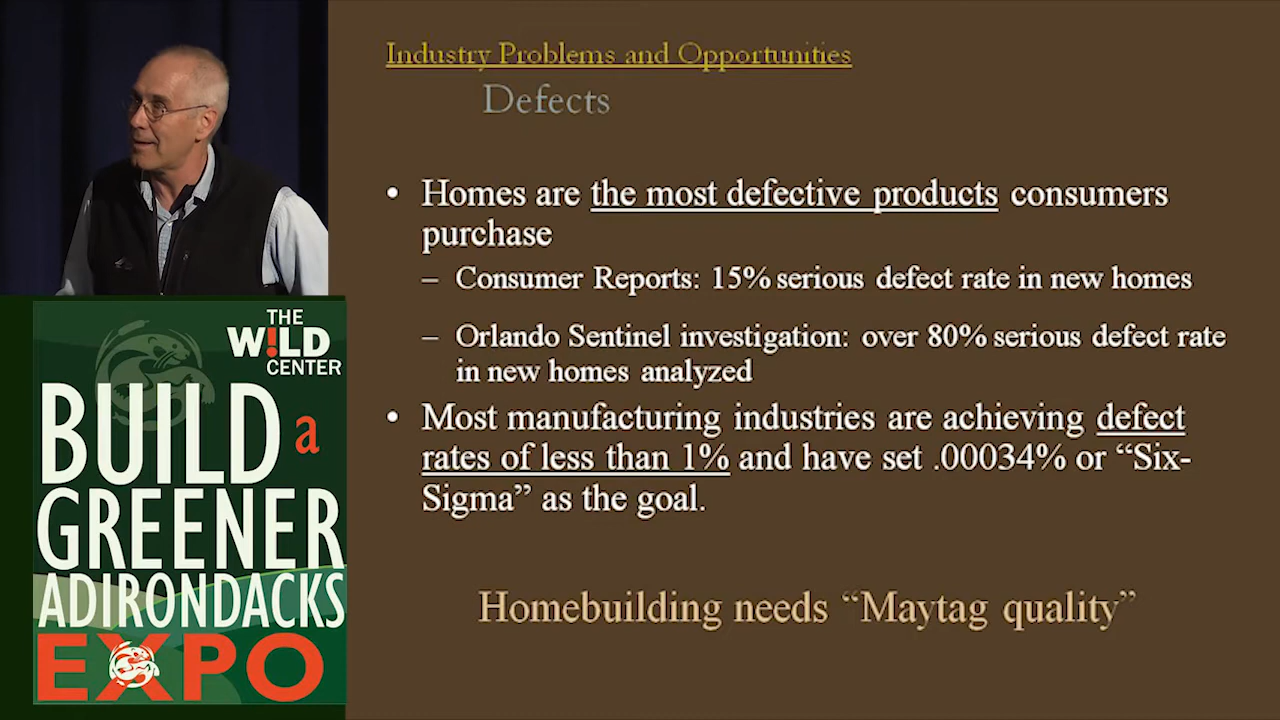 Industry Problems and Opportunities
Defects
• Homes are the most defective products consumers
purchase
– Consumer Reports: 15% serious defect rate in new homes
– Orlando Sentinel investigation: over 80% serious defect rate
in new homes analyzed
• Most manufacturing industries are achieving defect
rates of less than 1% and have set .00034% or “Six-
Sigma” as the goal.
Homebuilding needs “Maytag quality”
THE
W!LD
CENTER
BUILD a
GREENER
ADIRONDACKS
EXPO